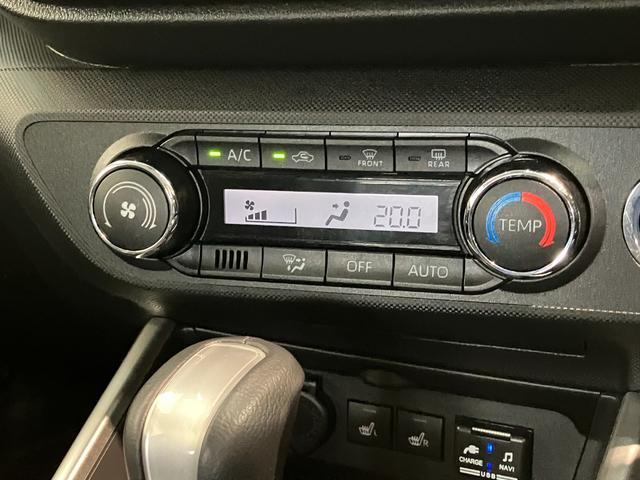 A/C
FRONT
REAR
20.0
TEMP
OFF
AUTO
L
R
CHARGE
NAVI
USB